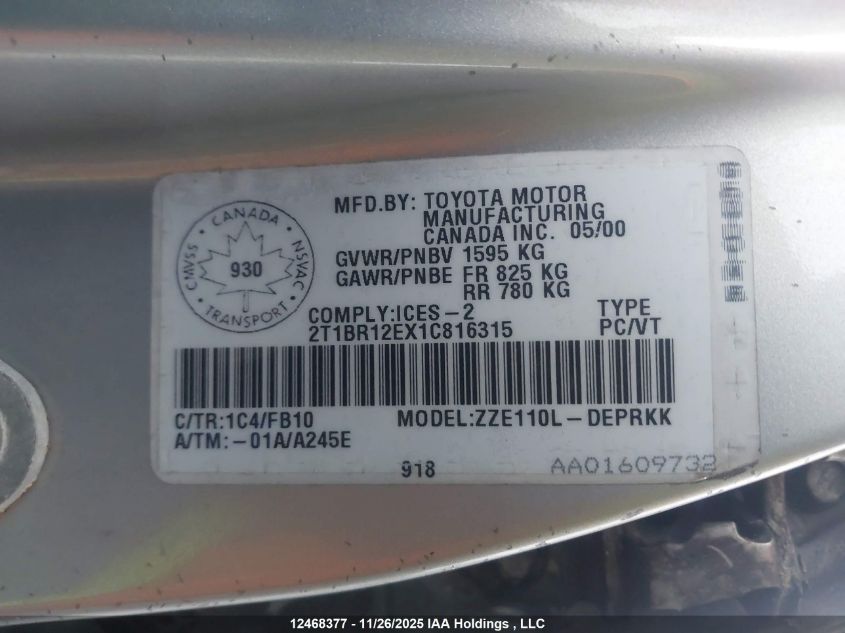 MFD.BY: TOYOTA MOTOR
MANUFACTURING
CANADA INC. 05/00
CANADA
CMVSS
NSVAC
930
TRANSPORT
GVWR/PNBV 1595 KG
GAWR/PNBE FR 825 KG
RR 780 KG
COMPLY:ICES-2
TYPE
2T1BR12EX1C816315
PC/VT
C/TR:1C4/FB10
MODEL:ZZE110L-DEPRKK
A/TM:-01A/A245E
918
AA01609732
12468377 - 11/26/2025 IAA Holdings , LLC